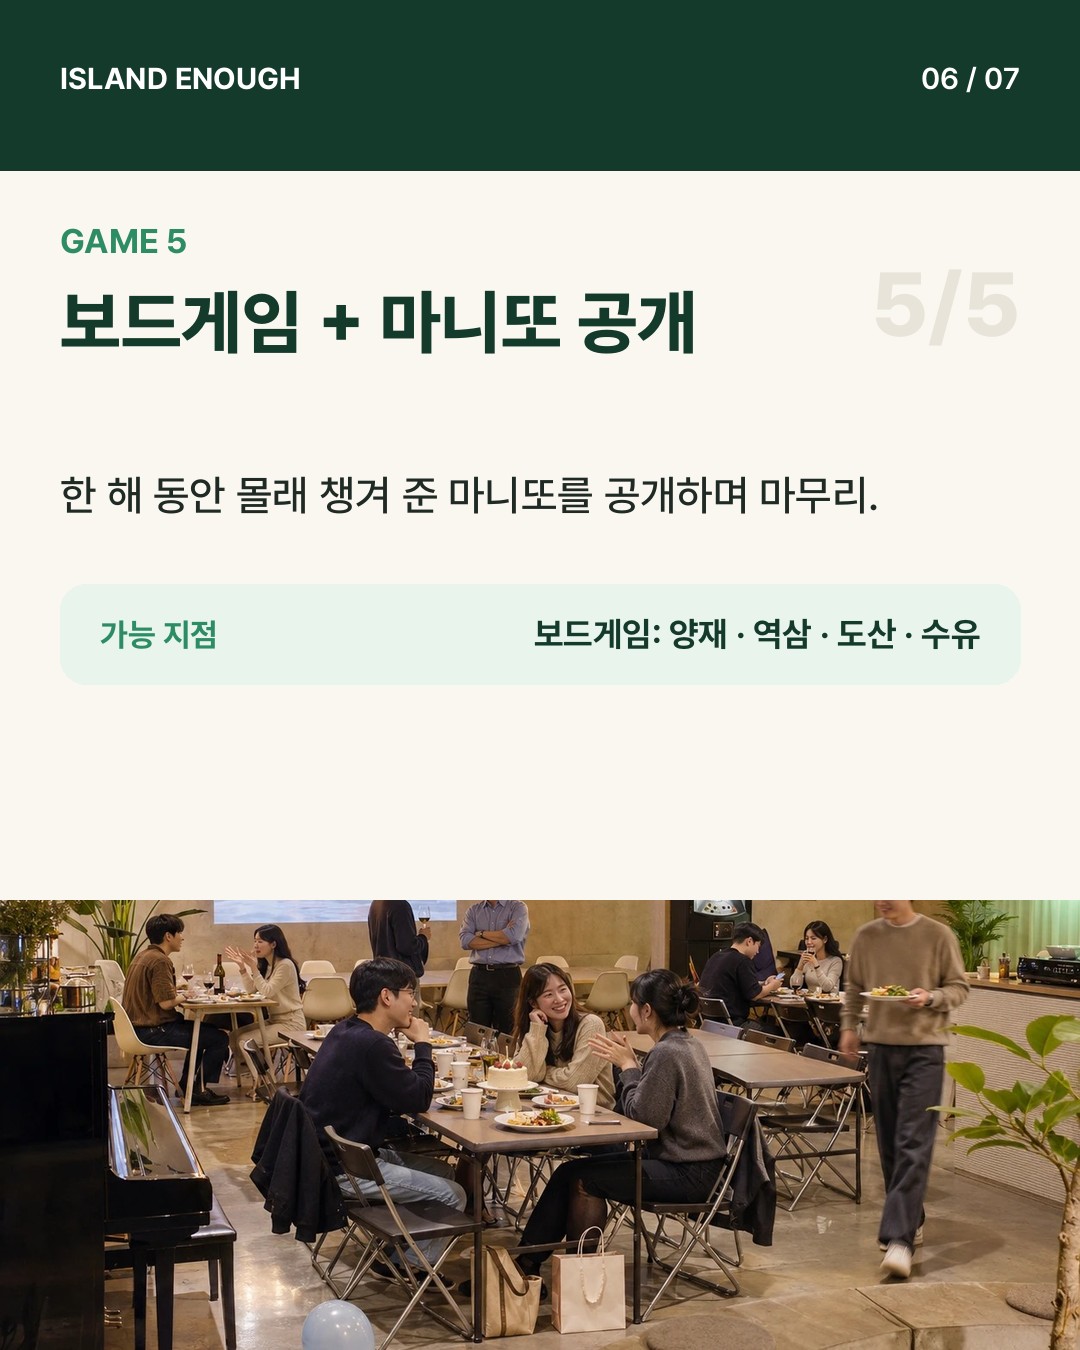 ISLAND ENOUGH
06 / 07
GAME 5
보드게임 + 마니또 공개
5/5
한 해 동안 몰래 챙겨 준 마니또를 공개하며 마무리.
가능 지점
보드게임: 양재 · 역삼 · 도산 · 수유